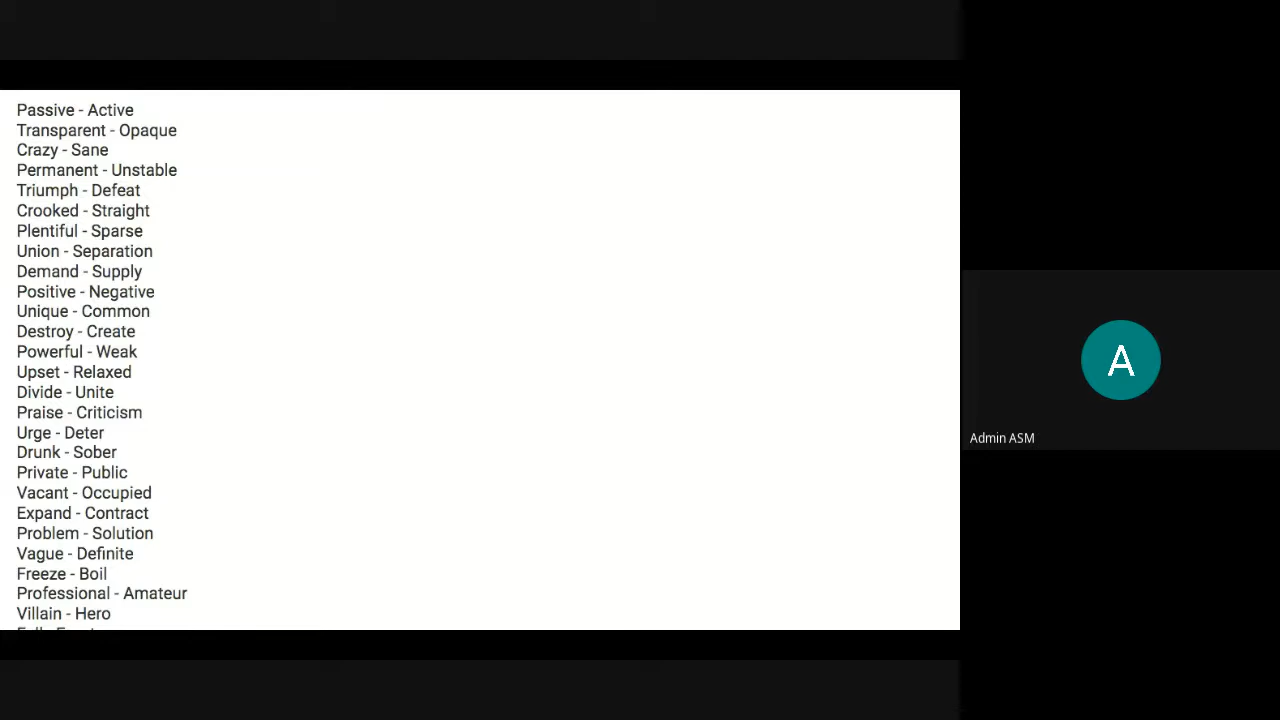 Passive - Active
Transparent - Opaque
Crazy - Sane
Permanent - Unstable
Triumph - Defeat
Crooked - Straight
Plentiful - Sparse
Union - Separation
Demand - Supply
Positive - Negative
Unique - Common
Destroy - Create
Powerful - Weak
Upset - Relaxed
Divide - Unite
Praise - Criticism
Urge - Deter
Drunk - Sober
Private - Public
Vacant - Occupied
Expand - Contract
Problem - Solution
Vague - Definite
Freeze - Boil
Professional - Amateur
Villain - Hero
A
Admin ASM